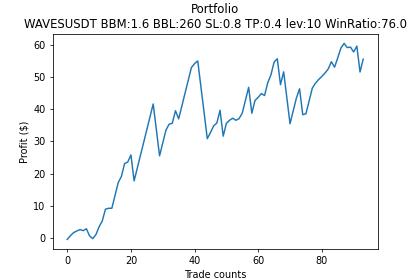 Portfolio
WAVESUSDT BBM:1.6 BBL:260 SL:0.8 TP:0.4 lev:10 WinRatio:76.0
60
50
40
30
20
10
0
Profit ($)
0 20 40 60 80
Trade counts